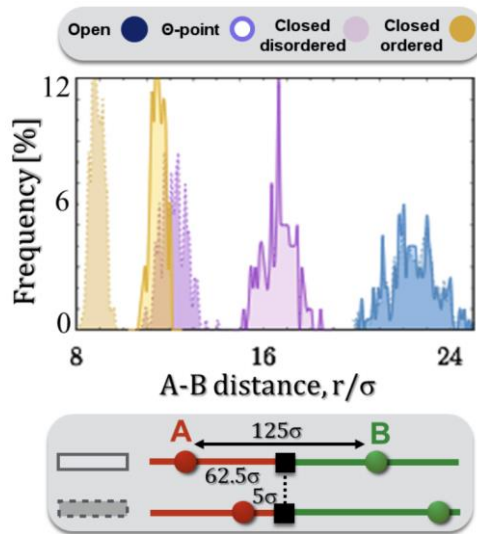 Open Θ-point Closed disordered Closed ordered
12
6
0
Frequency [%]
8 16 24
A-B distance, r/σ
A 125σ B
62.5σ
5σ